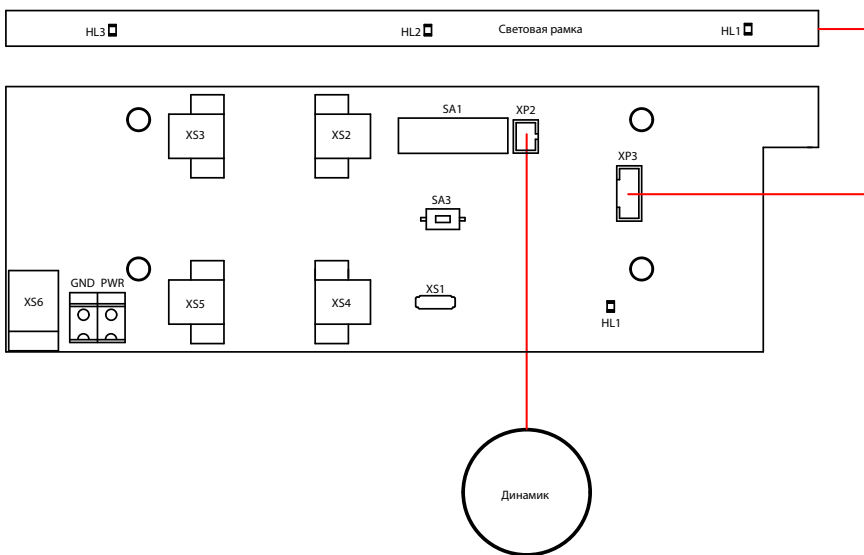 HL3
HL2
Световая рамка
HL1
XS3
XS2
SA1
XP2
XP3
SA3
XS6
GND PWR
XS5
XS4
XS1
HL1
Динамик